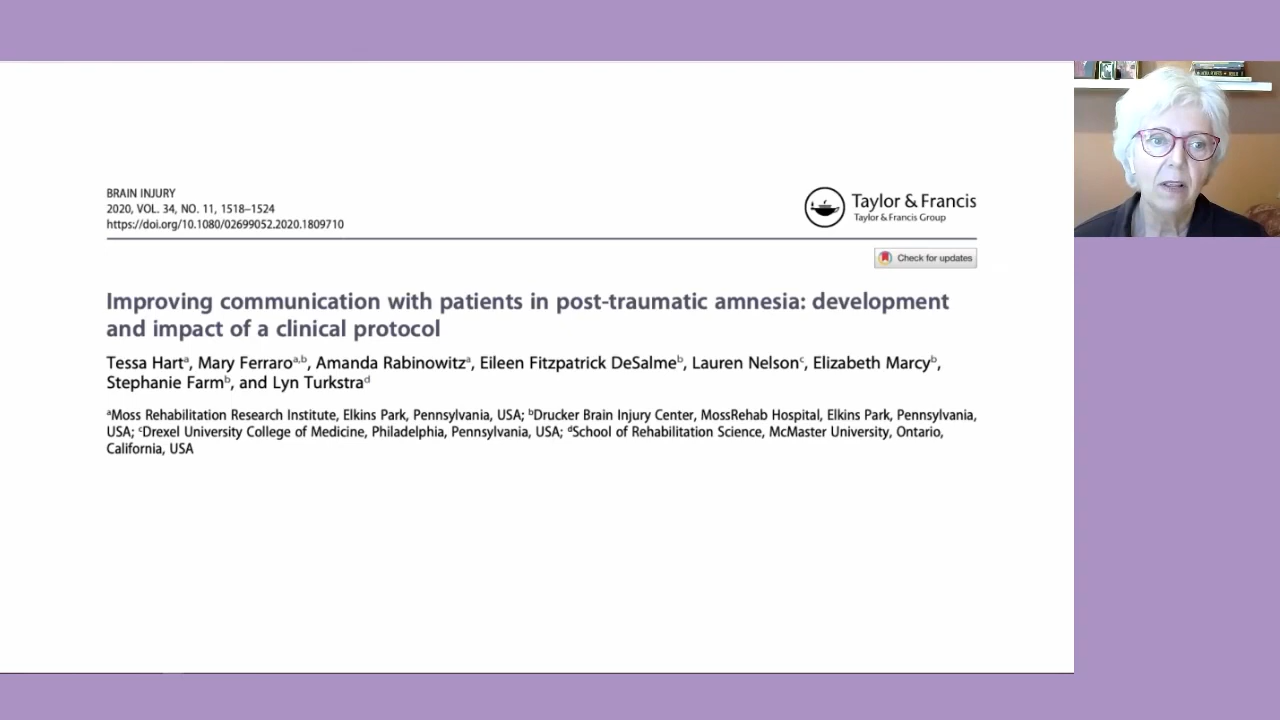 BRAIN INJURY
2020, VOL. 34, NO. 11, 1518–1524
https://doi.org/10.1080/02699052.2020.1809710
Taylor & Francis
Taylor & Francis Group
Check for updates
Improving communication with patients in post-traumatic amnesia: development
and impact of a clinical protocol
Tessa Hartᵃ, Mary Ferraroᵃ,ᵇ, Amanda Rabinowitzᵃ, Eileen Fitzpatrick DeSalmeᵇ, Lauren Nelsonᶜ, Elizabeth Marcyᵇ,
Stephanie Farmᵇ, and Lyn Turkstraᵈ
ᵃMoss Rehabilitation Research Institute, Elkins Park, Pennsylvania, USA; ᵇDrucker Brain Injury Center, MossRehab Hospital, Elkins Park, Pennsylvania,
USA; ᶜDrexel University College of Medicine, Philadelphia, Pennsylvania, USA; ᵈSchool of Rehabilitation Science, McMaster University, Ontario,
California, USA